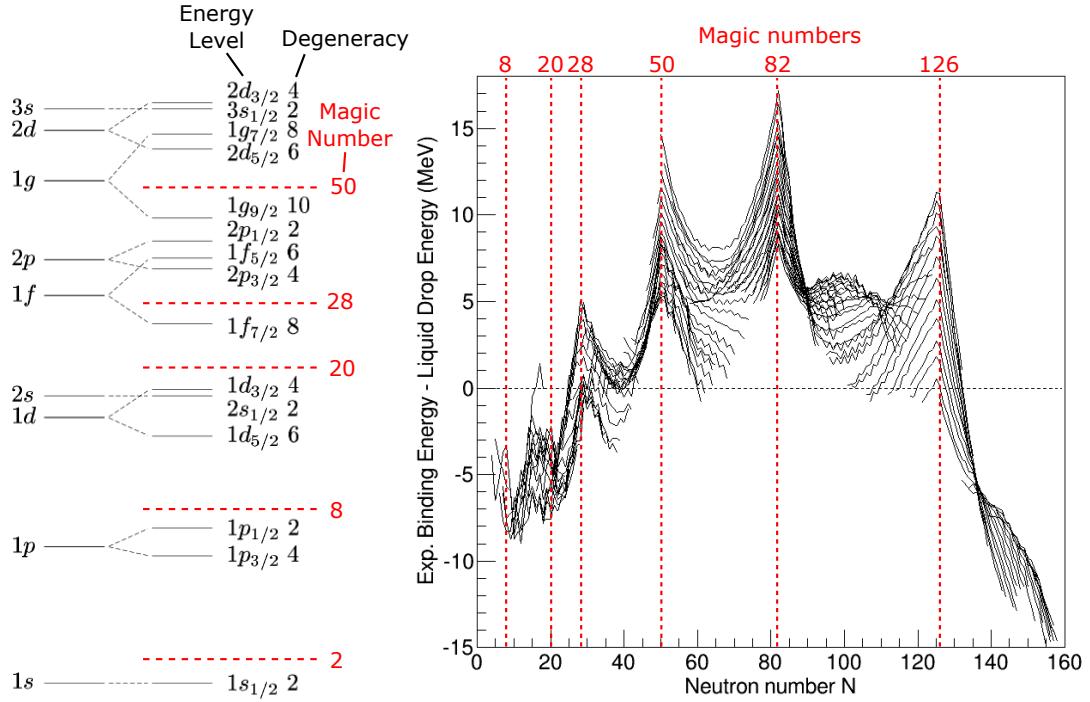 Energy
Level
Degeneracy
Magic
Number
3s
2d
1g
2p
1f
2s
1d
1p
1s
2d3/2 4
3s1/2 2
1g7/2 8
2d5/2 6
50
1g9/2 10
2p1/2 2
1f5/2 6
2p3/2 4
28
1f7/2 8
20
1d3/2 4
2s1/2 2
1d5/2 6
8
1p1/2 2
1p3/2 4
2
1s1/2 2
Magic numbers
8 20 28 50 82 126
Exp. Binding Energy - Liquid Drop Energy (MeV)
15
10
5
0
-5
-10
-15
0 20 40 60 80 100 120 140 160
Neutron number N